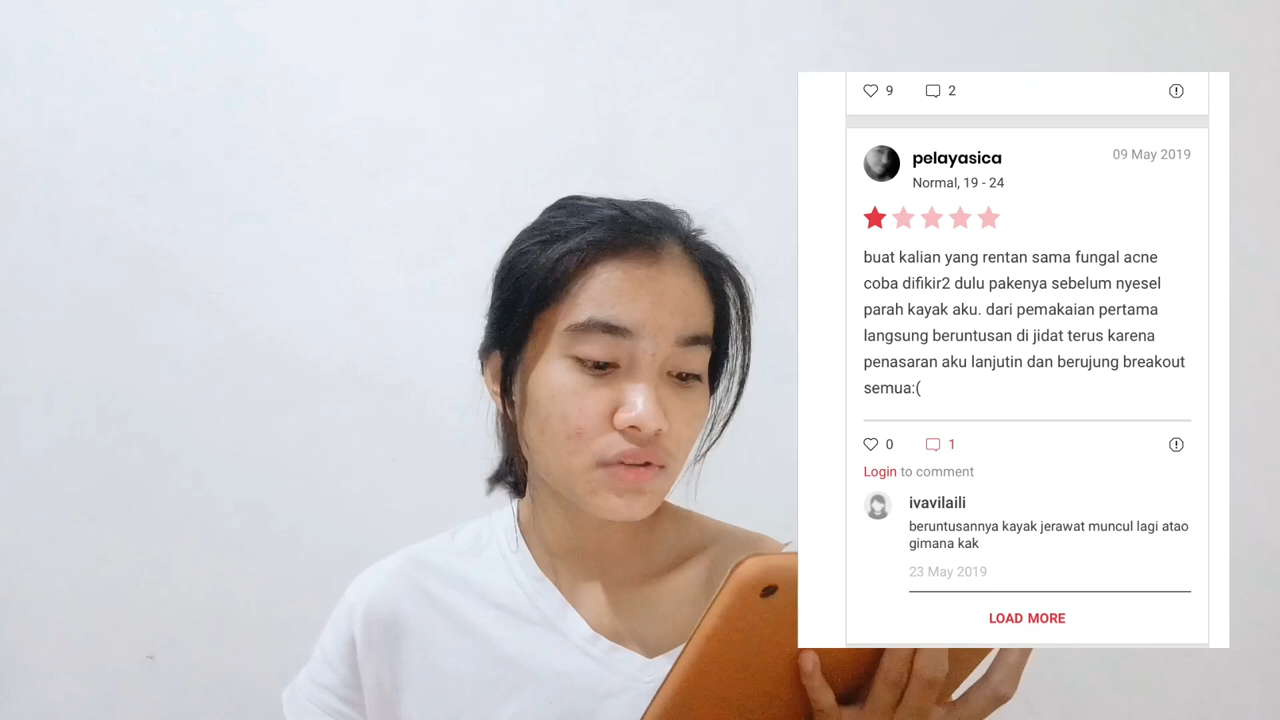 9 2
pelayasica 09 May 2019
Normal, 19 - 24
buat kalian yang rentan sama fungal acne
coba difikir2 dulu pakenya sebelum nyesel
parah kayak aku. dari pemakaian pertama
langsung beruntusan di jidat terus karena
penasaran aku lanjutin dan berujung breakout
semua:(
0 1
Login to comment
ivavilaili
beruntusannya kayak jerawat muncul lagi atao
gimana kak
23 May 2019
LOAD MORE